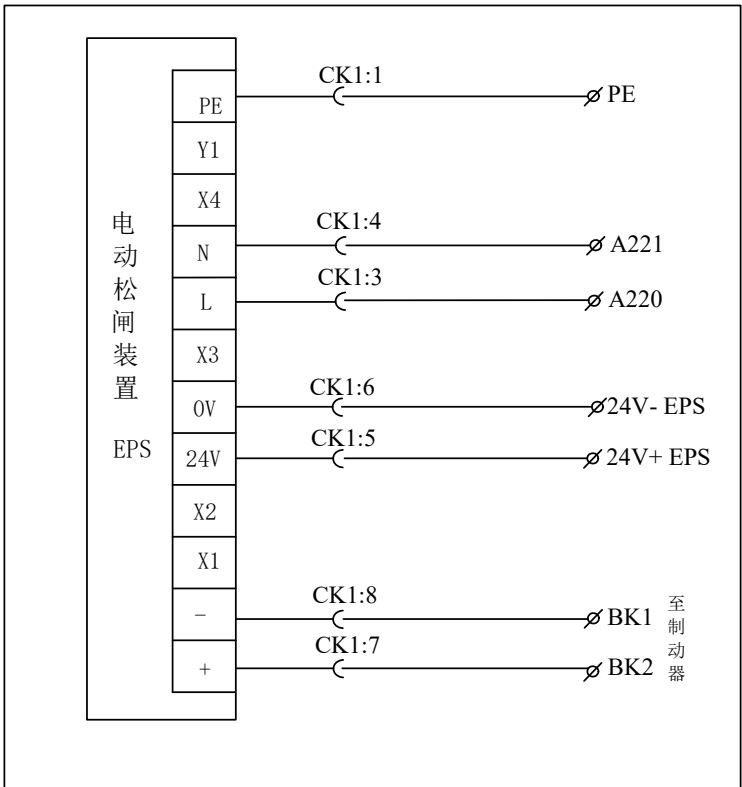 CK1:1
PE
PE
Y1
X4
CK1:4
N
A221
CK1:3
L
A220
X3
CK1:6
0V
24V- EPS
CK1:5
24V
24V+ EPS
X2
X1
CK1:8
-
BK1
CK1:7
+
BK2
电动松闸装置
EPS
至制动器